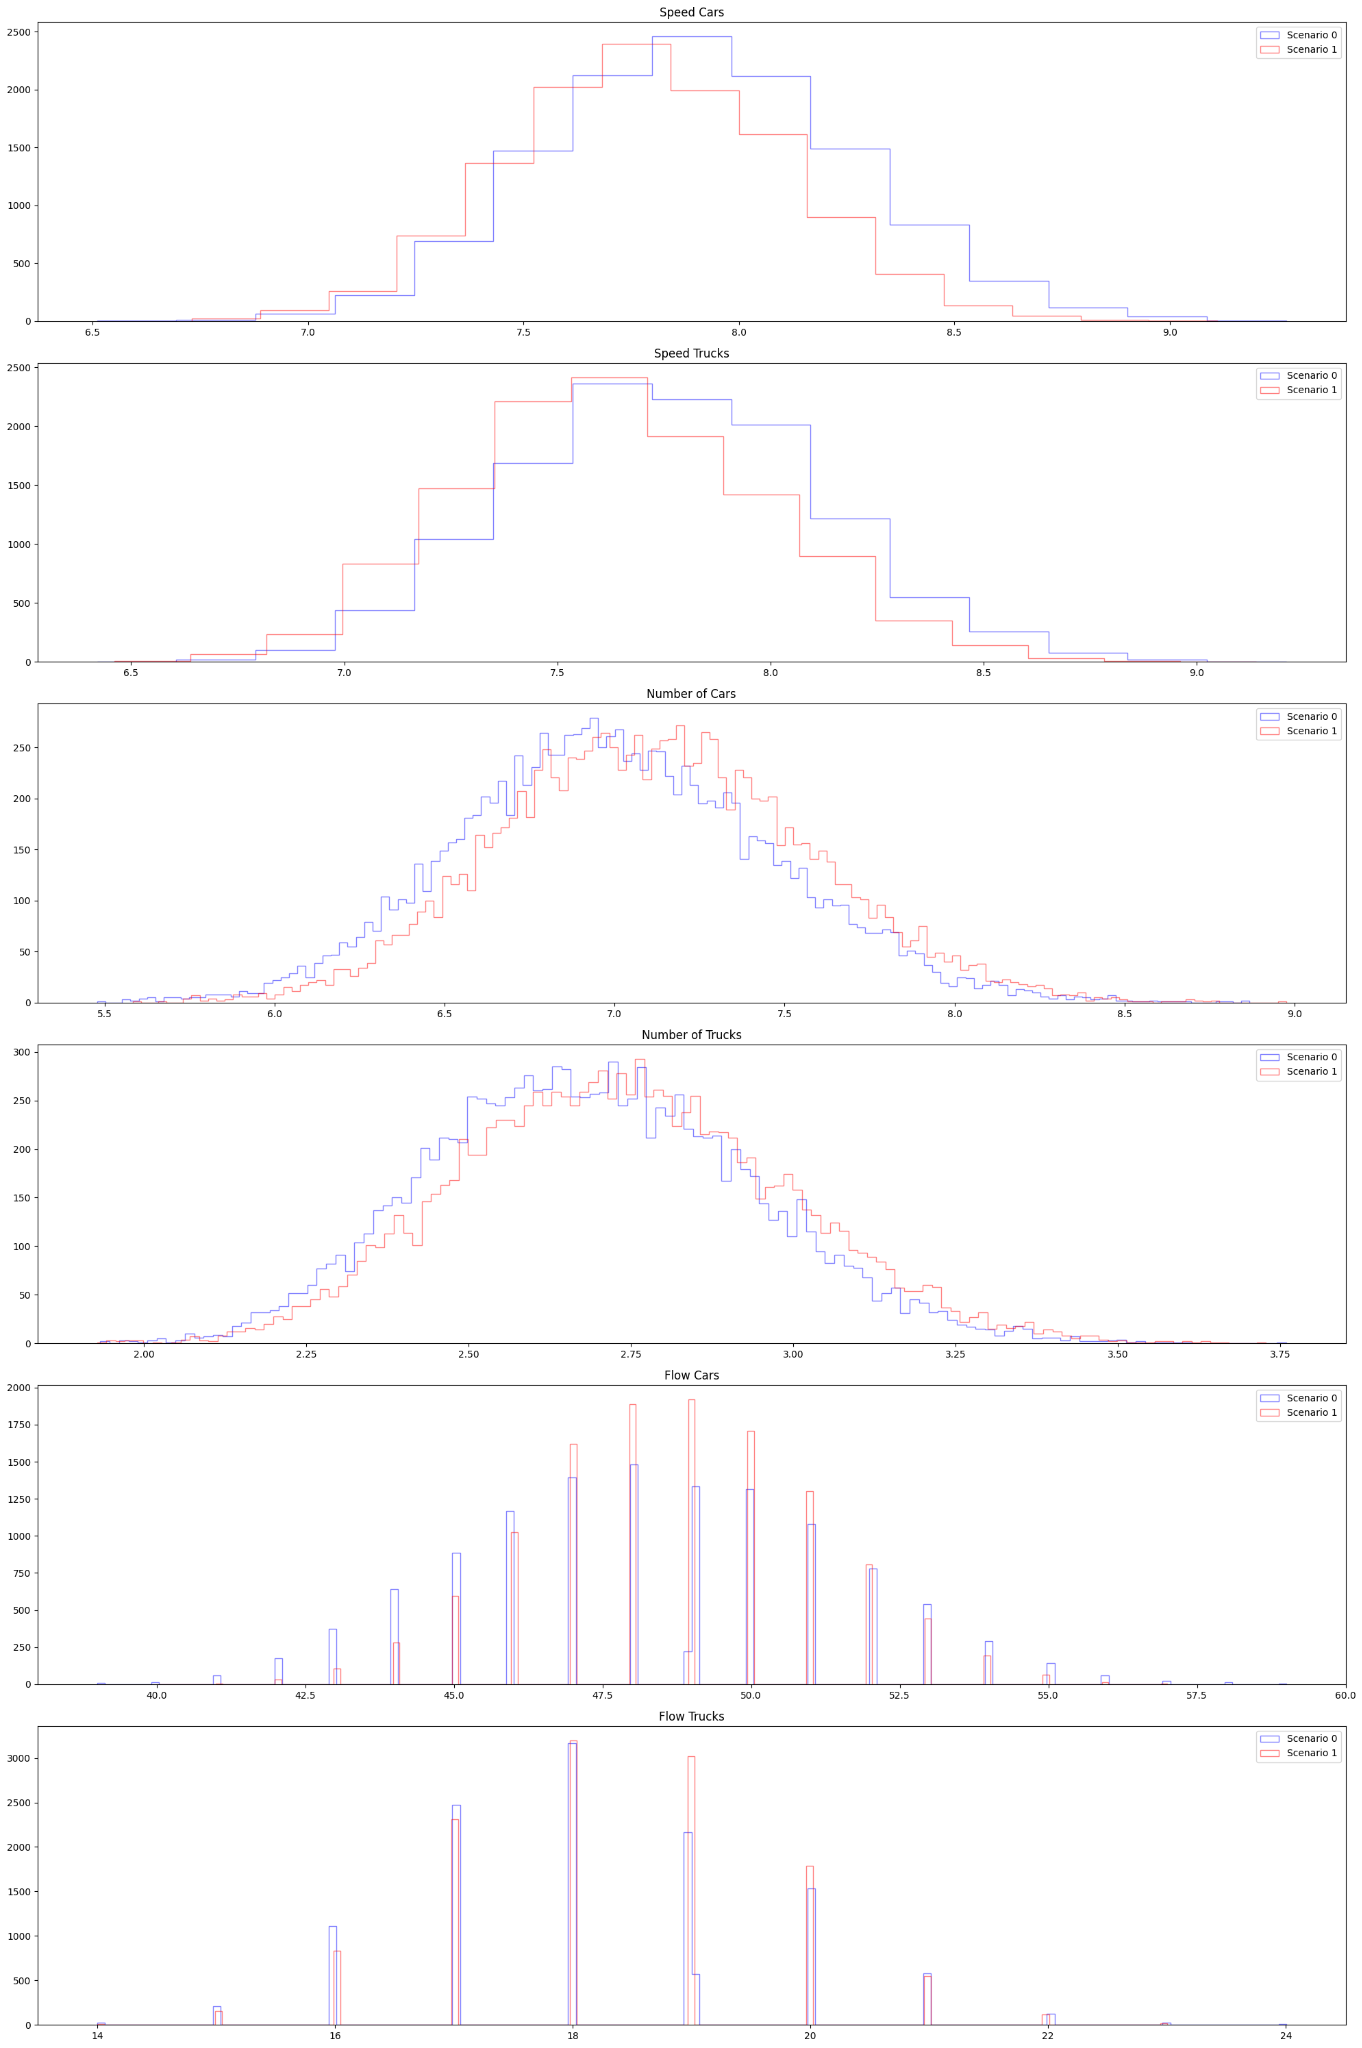 Speed Cars
2500
2000
1500
1000
500
0
Scenario 0
Scenario 1
6.5 7.0 7.5 8.0 8.5 9.0
Speed Trucks
2500
2000
1500
1000
500
0
Scenario 0
Scenario 1
6.5 7.0 7.5 8.0 8.5 9.0
Number of Cars
250
200
150
100
50
0
Scenario 0
Scenario 1
5.5 6.0 6.5 7.0 7.5 8.0 8.5 9.0
Number of Trucks
300
250
200
150
100
50
0
Scenario 0
Scenario 1
2.00 2.25 2.50 2.75 3.00 3.25 3.50 3.75
Flow Cars
2000
1750
1500
1250
1000
750
500
250
0
Scenario 0
Scenario 1
40.0 42.5 45.0 47.5 50.0 52.5 55.0 57.5 60.0
Flow Trucks
3000
2500
2000
1500
1000
500
0
Scenario 0
Scenario 1
14 16 18 20 22 24